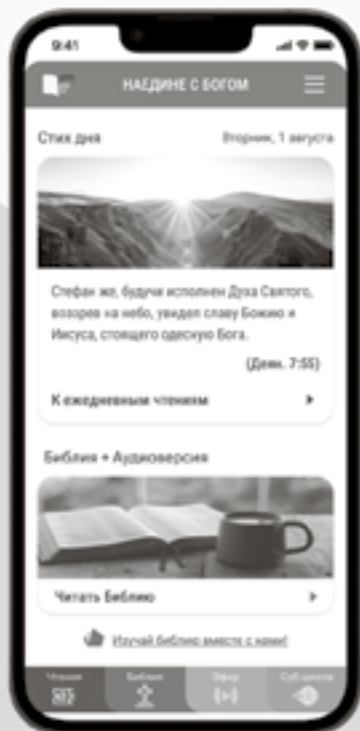 9:41
НАЕДИНЕ С БОГОМ
Стих дня
Вторник, 1 августа
Стефан же, будучи исполнен Духа Святого,
воззрев на небо, увидел славу Божию и
Иисуса, стоящего одесную Бога.
(Деян. 7:55)
К ежедневным чтениям
Библия + Аудиоверсия
Читать Библию
Изучай библию вместе с нами!
Чтения
Библия
Эфир
Суб.школа